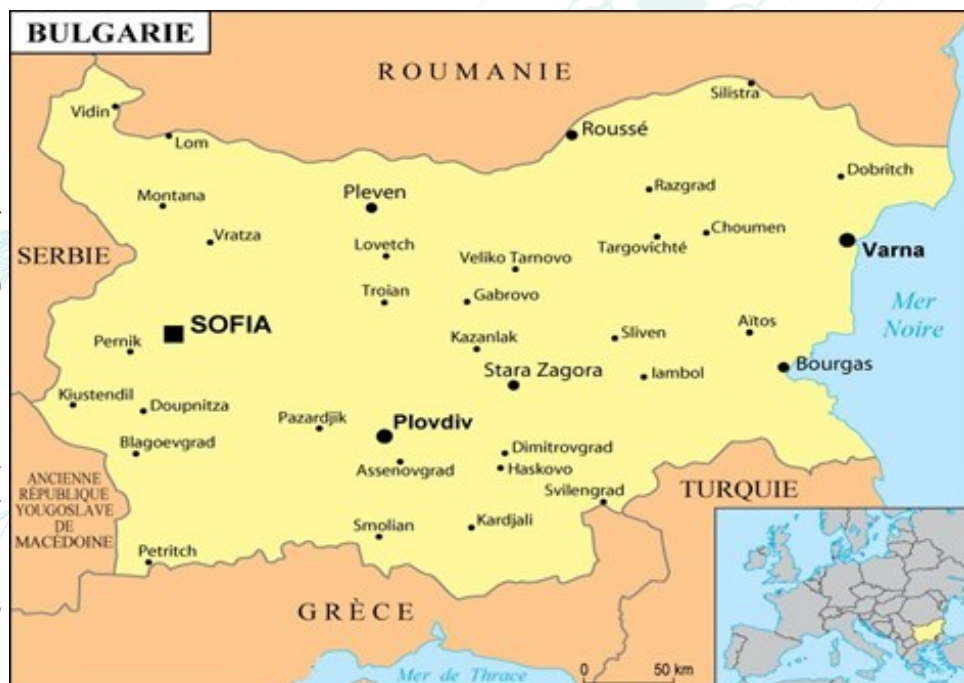 BULGARIE
ROUMANIE
Silistra
Vidin
Lom
Roussé
Dobritch
Montana
Pleven
Razgrad
Vratza
Lovetch
Veliko Tarnovo
Targovichté
Choumen
Varna
SERBIE
Troian
Gabrovo
Mer
Noire
SOFIA
Pernik
Kazanlak
Sliven
Aïtos
Stara Zagora
Iambol
Bourgas
Kiustendil
Doupnitza
Pazardjik
Plovdiv
Blagoevgrad
Assenovgrad
Dimitrovgrad
Haskovo
ANCIENNE
RÉPUBLIQUE
YOUGOSLAVE
DE
MACÉDOINE
Svilengrad
TURQUIE
Petritch
Smolian
Kardjali
GRÈCE
Mer de Thrace
0 50 km